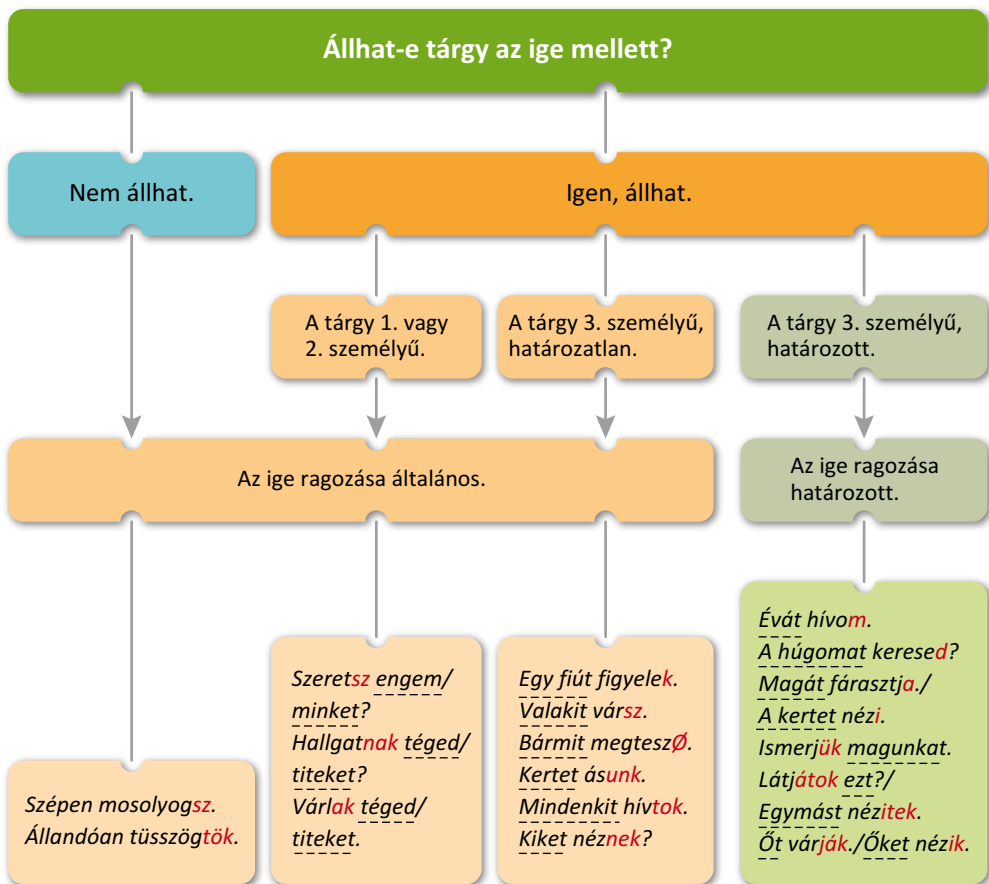 Állhat-e tárgy az ige mellett?
Nem állhat.
Igen, állhat.
A tárgy 1. vagy
2. személyű.
A tárgy 3. személyű,
határozatlan.
A tárgy 3. személyű,
határozott.
Az ige ragozása általános.
Az ige ragozása
határozott.
Szépen mosolyogsz.
Állandóan tüsszögtök.
Szeretsz engem/
minket?
Hallgatnak téged/
titeket?
Várlak téged/
titeket.
Egy fiút figyelek.
Valakit vársz.
Bármit megteszØ.
Kertet ásunk.
Mindenkit hívtok.
Kiket néznek?
Évát hívom.
A húgomat keresed?
Magát fárasztja./
A kertet nézi.
Ismerjük magunkat.
Látjátok ezt?/
Egymást nézitek.
Őt várják./Őket nézik.